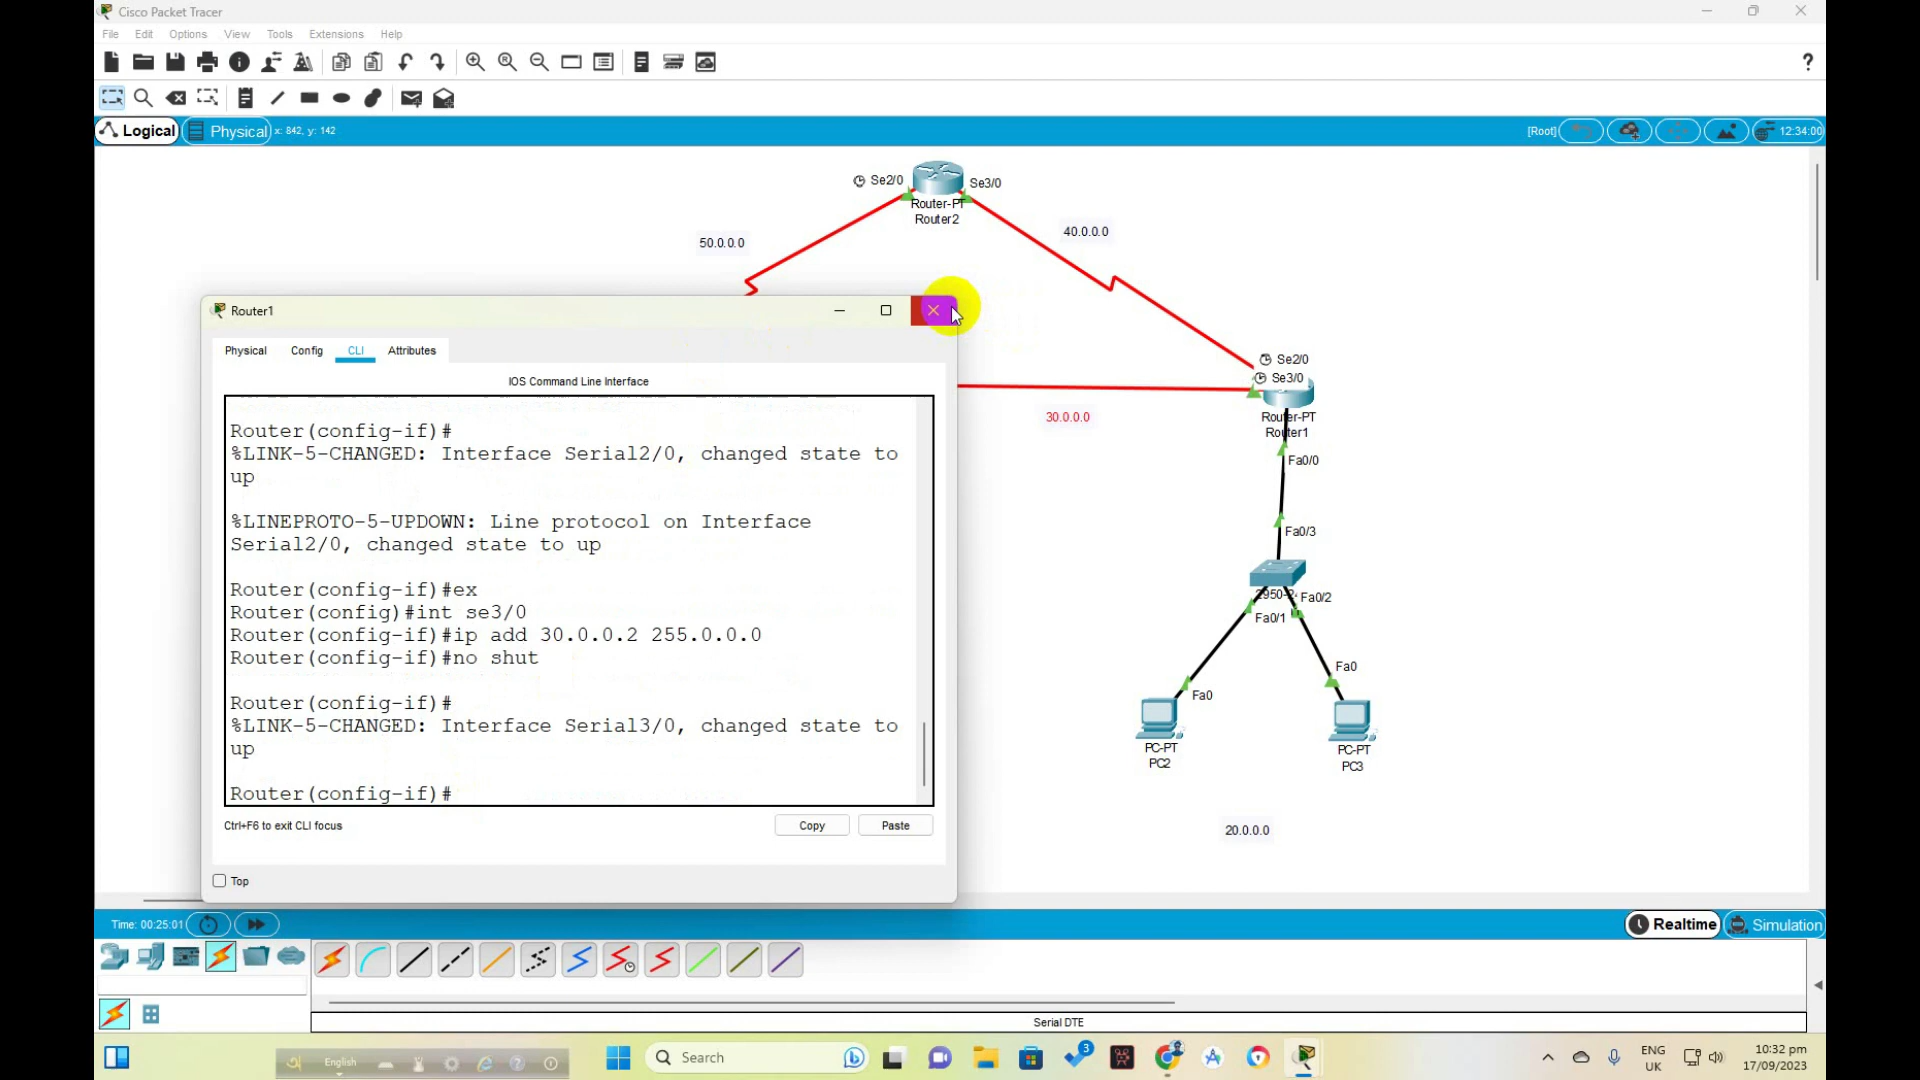 Cisco Packet Tracer
File Edit Options View Tools Extensions Help
Logical
Physical
x: 842, y: 142
[Root]
12:34:00
Se2/0
Se3/0
Router-PT
Router2
50.0.0.0
40.0.0.0
Router1
Physical Config CLI Attributes
IOS Command Line Interface
Router(config-if)#
%LINK-5-CHANGED: Interface Serial2/0, changed state to
up
%LINEPROTO-5-UPDOWN: Line protocol on Interface
Serial2/0, changed state to up
Router(config-if)#ex
Router(config)#int se3/0
Router(config-if)#ip add 30.0.0.2 255.0.0.0
Router(config-if)#no shut
Router(config-if)#
%LINK-5-CHANGED: Interface Serial3/0, changed state to
up
Router(config-if)#
Ctrl+F6 to exit CLI focus
Copy
Paste
Top
Se2/0
Se3/0
30.0.0.0
Router-PT
Router1
Fa0/0
Fa0/3
Fa0/2
Fa0/1
Fa0
Fa0
PC-PT
PC2
PC-PT
PC3
20.0.0.0
Time: 00:25:01
Realtime
Simulation
Serial DTE
English
Search
3
ENG
UK
10:32 pm
17/09/2023